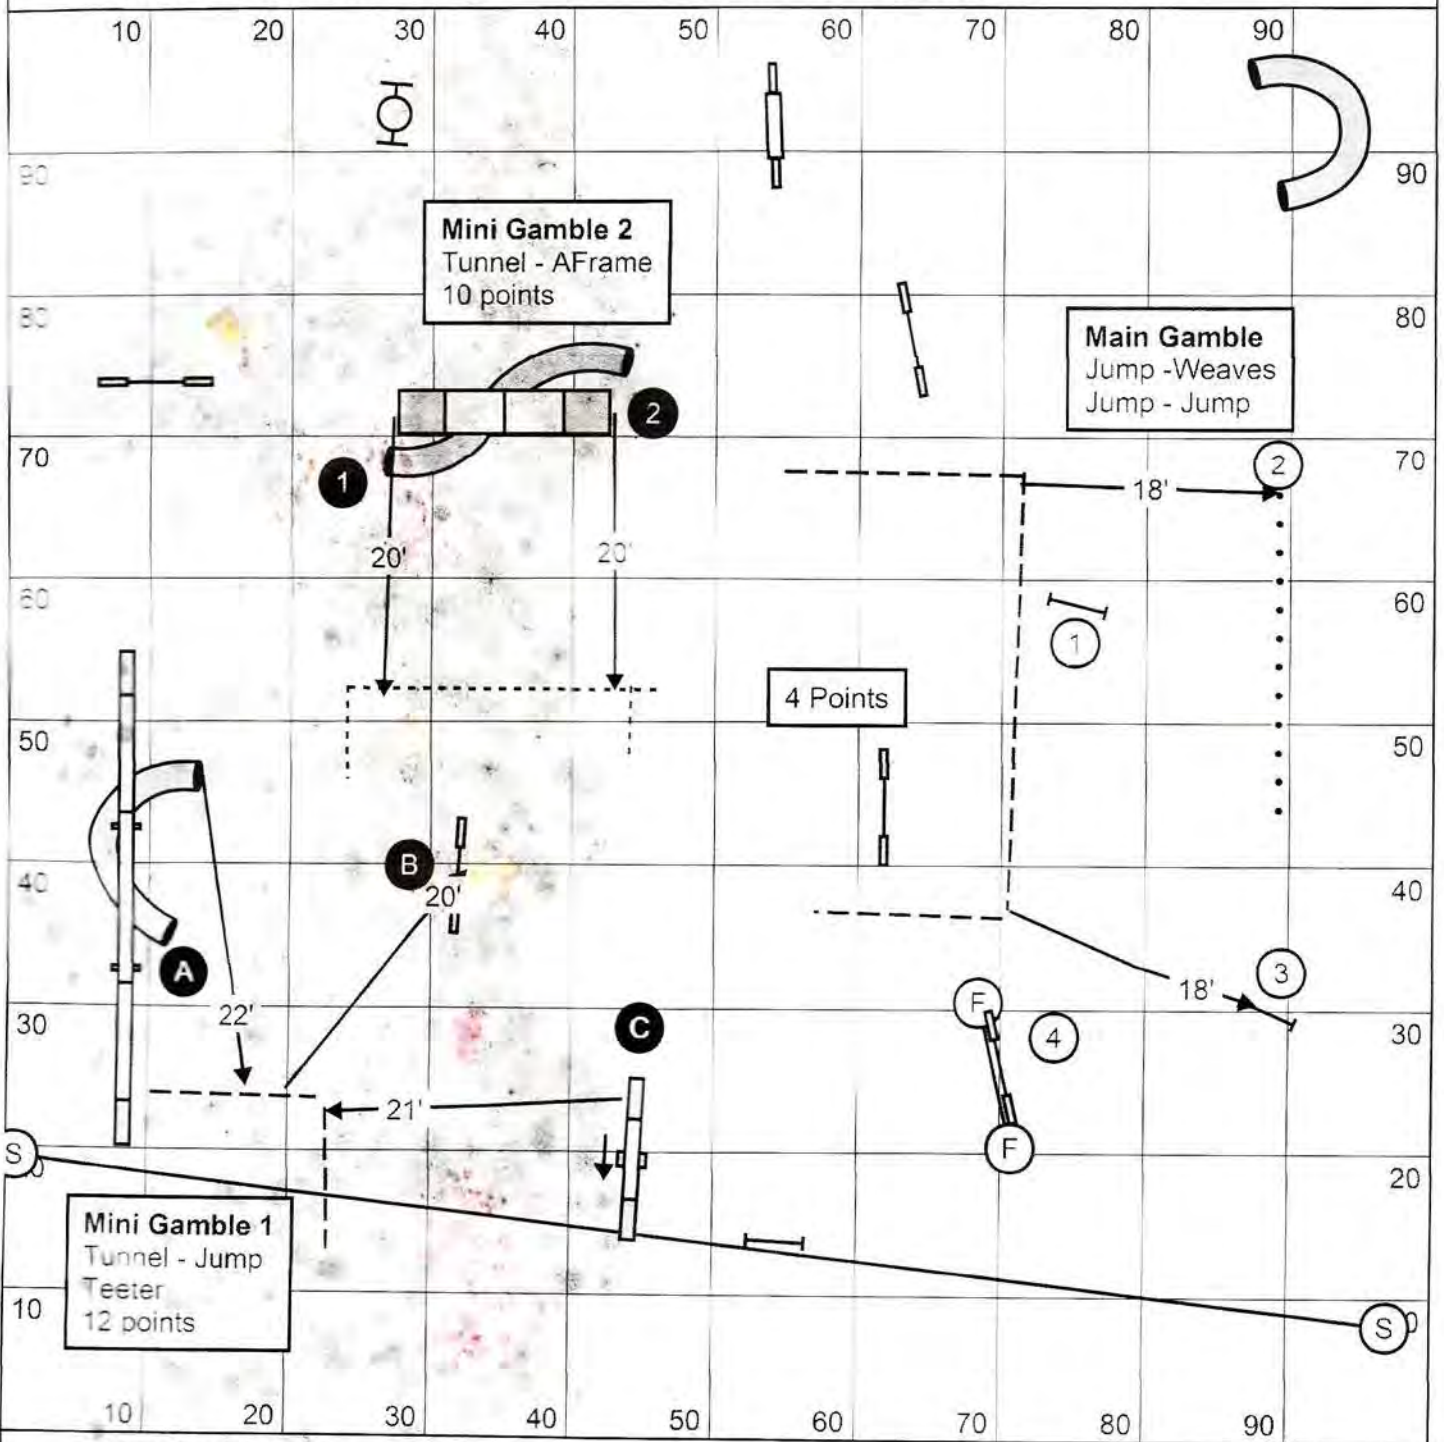 10 20 30 40 50 60 70 80 90
90 90
Mini Gamble 2
Tunnel - AFrame
10 points
80 80
Main Gamble
Jump -Weaves
Jump - Jump
2
70 70
1
2
18'
20' 20'
60 60
1
4 Points
50 50
B
40 40
20'
A
3
18'
22'
F
C
4
30 30
21'
F
S
20
Mini Gamble 1
Tunnel - Jump
Teeter
12 points
10
S
10 20 30 40 50 60 70 80 90